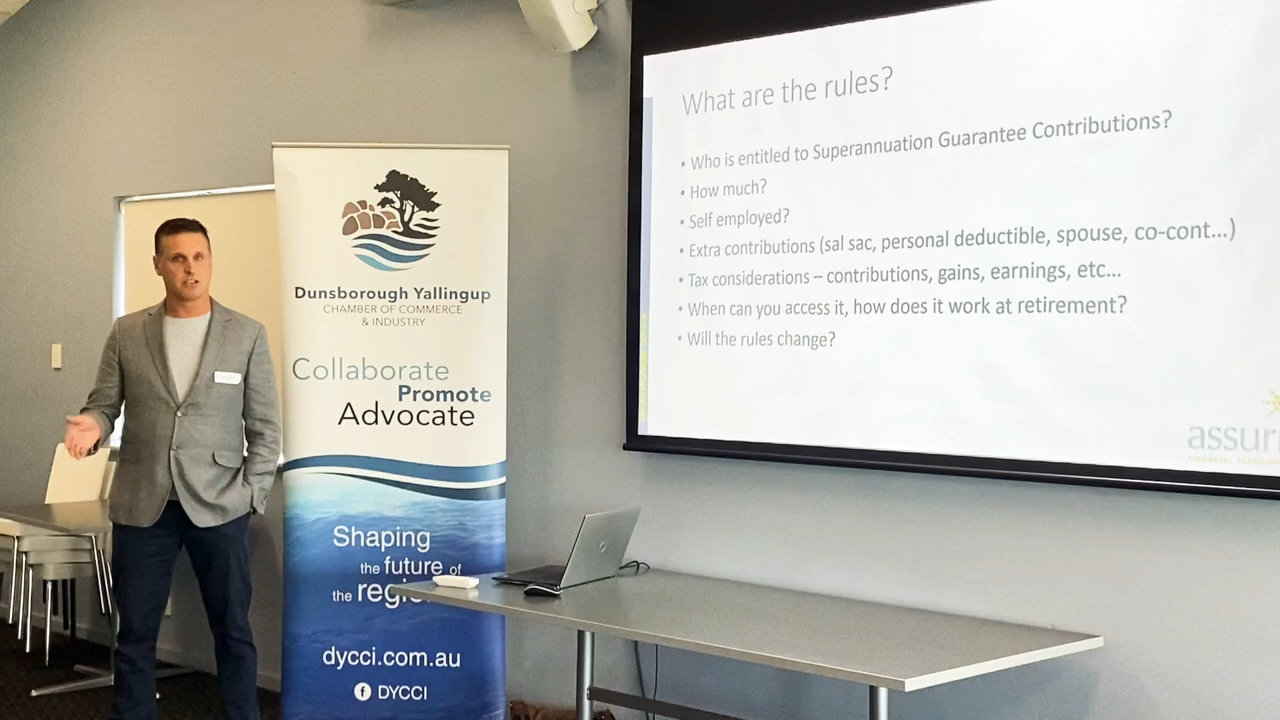 Dunsborough Yallingup
CHAMBER OF COMMERCE
& INDUSTRY
Collaborate
Promote
Advocate
Shaping
the future of
the
dycci.com.au
DYCCI
What are the rules?
• Who is entitled to Superannuation Guarantee Contributions?
• How much?
• Self employed?
• Extra contributions (sal sac, personal deductible, spouse, co-cont...)
• Tax considerations – contributions, gains, earnings, etc...
• When can you access it, how does it work at retirement?
• Will the rules change?